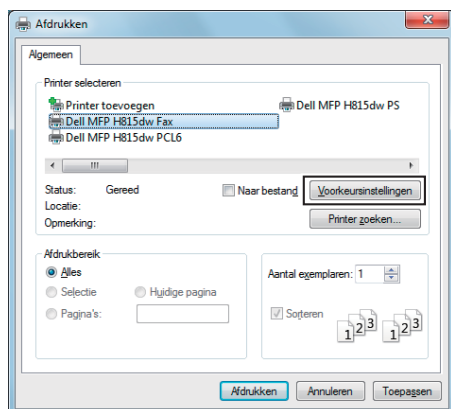 Afdrukken
Algemeen
Printer selecteren
Printer toevoegen
Dell MFP H815dw PS
Dell MFP H815dw Fax
Dell MFP H815dw PCL6
Status: Gereed
Naar bestand
Voorkeursinstellingen
Locatie:
Opmerking:
Printer zoeken...
Afdrukbereik
Alles
Selectie
Huidige pagina
Pagina's:
Aantal exemplaren: 1
Sorteren
1 2 3 1 2 3
Afdrukken
Annuleren
Toepassen